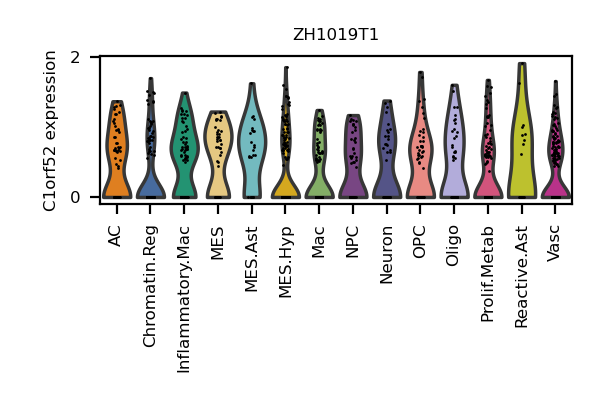 ZH1019T1
C1orf52 expression
2
0
AC
Chromatin.Reg
Inflammatory.Mac
MES
MES.Ast
MES.Hyp
Mac
NPC
Neuron
OPC
Oligo
Prolif.Metab
Reactive.Ast
Vasc